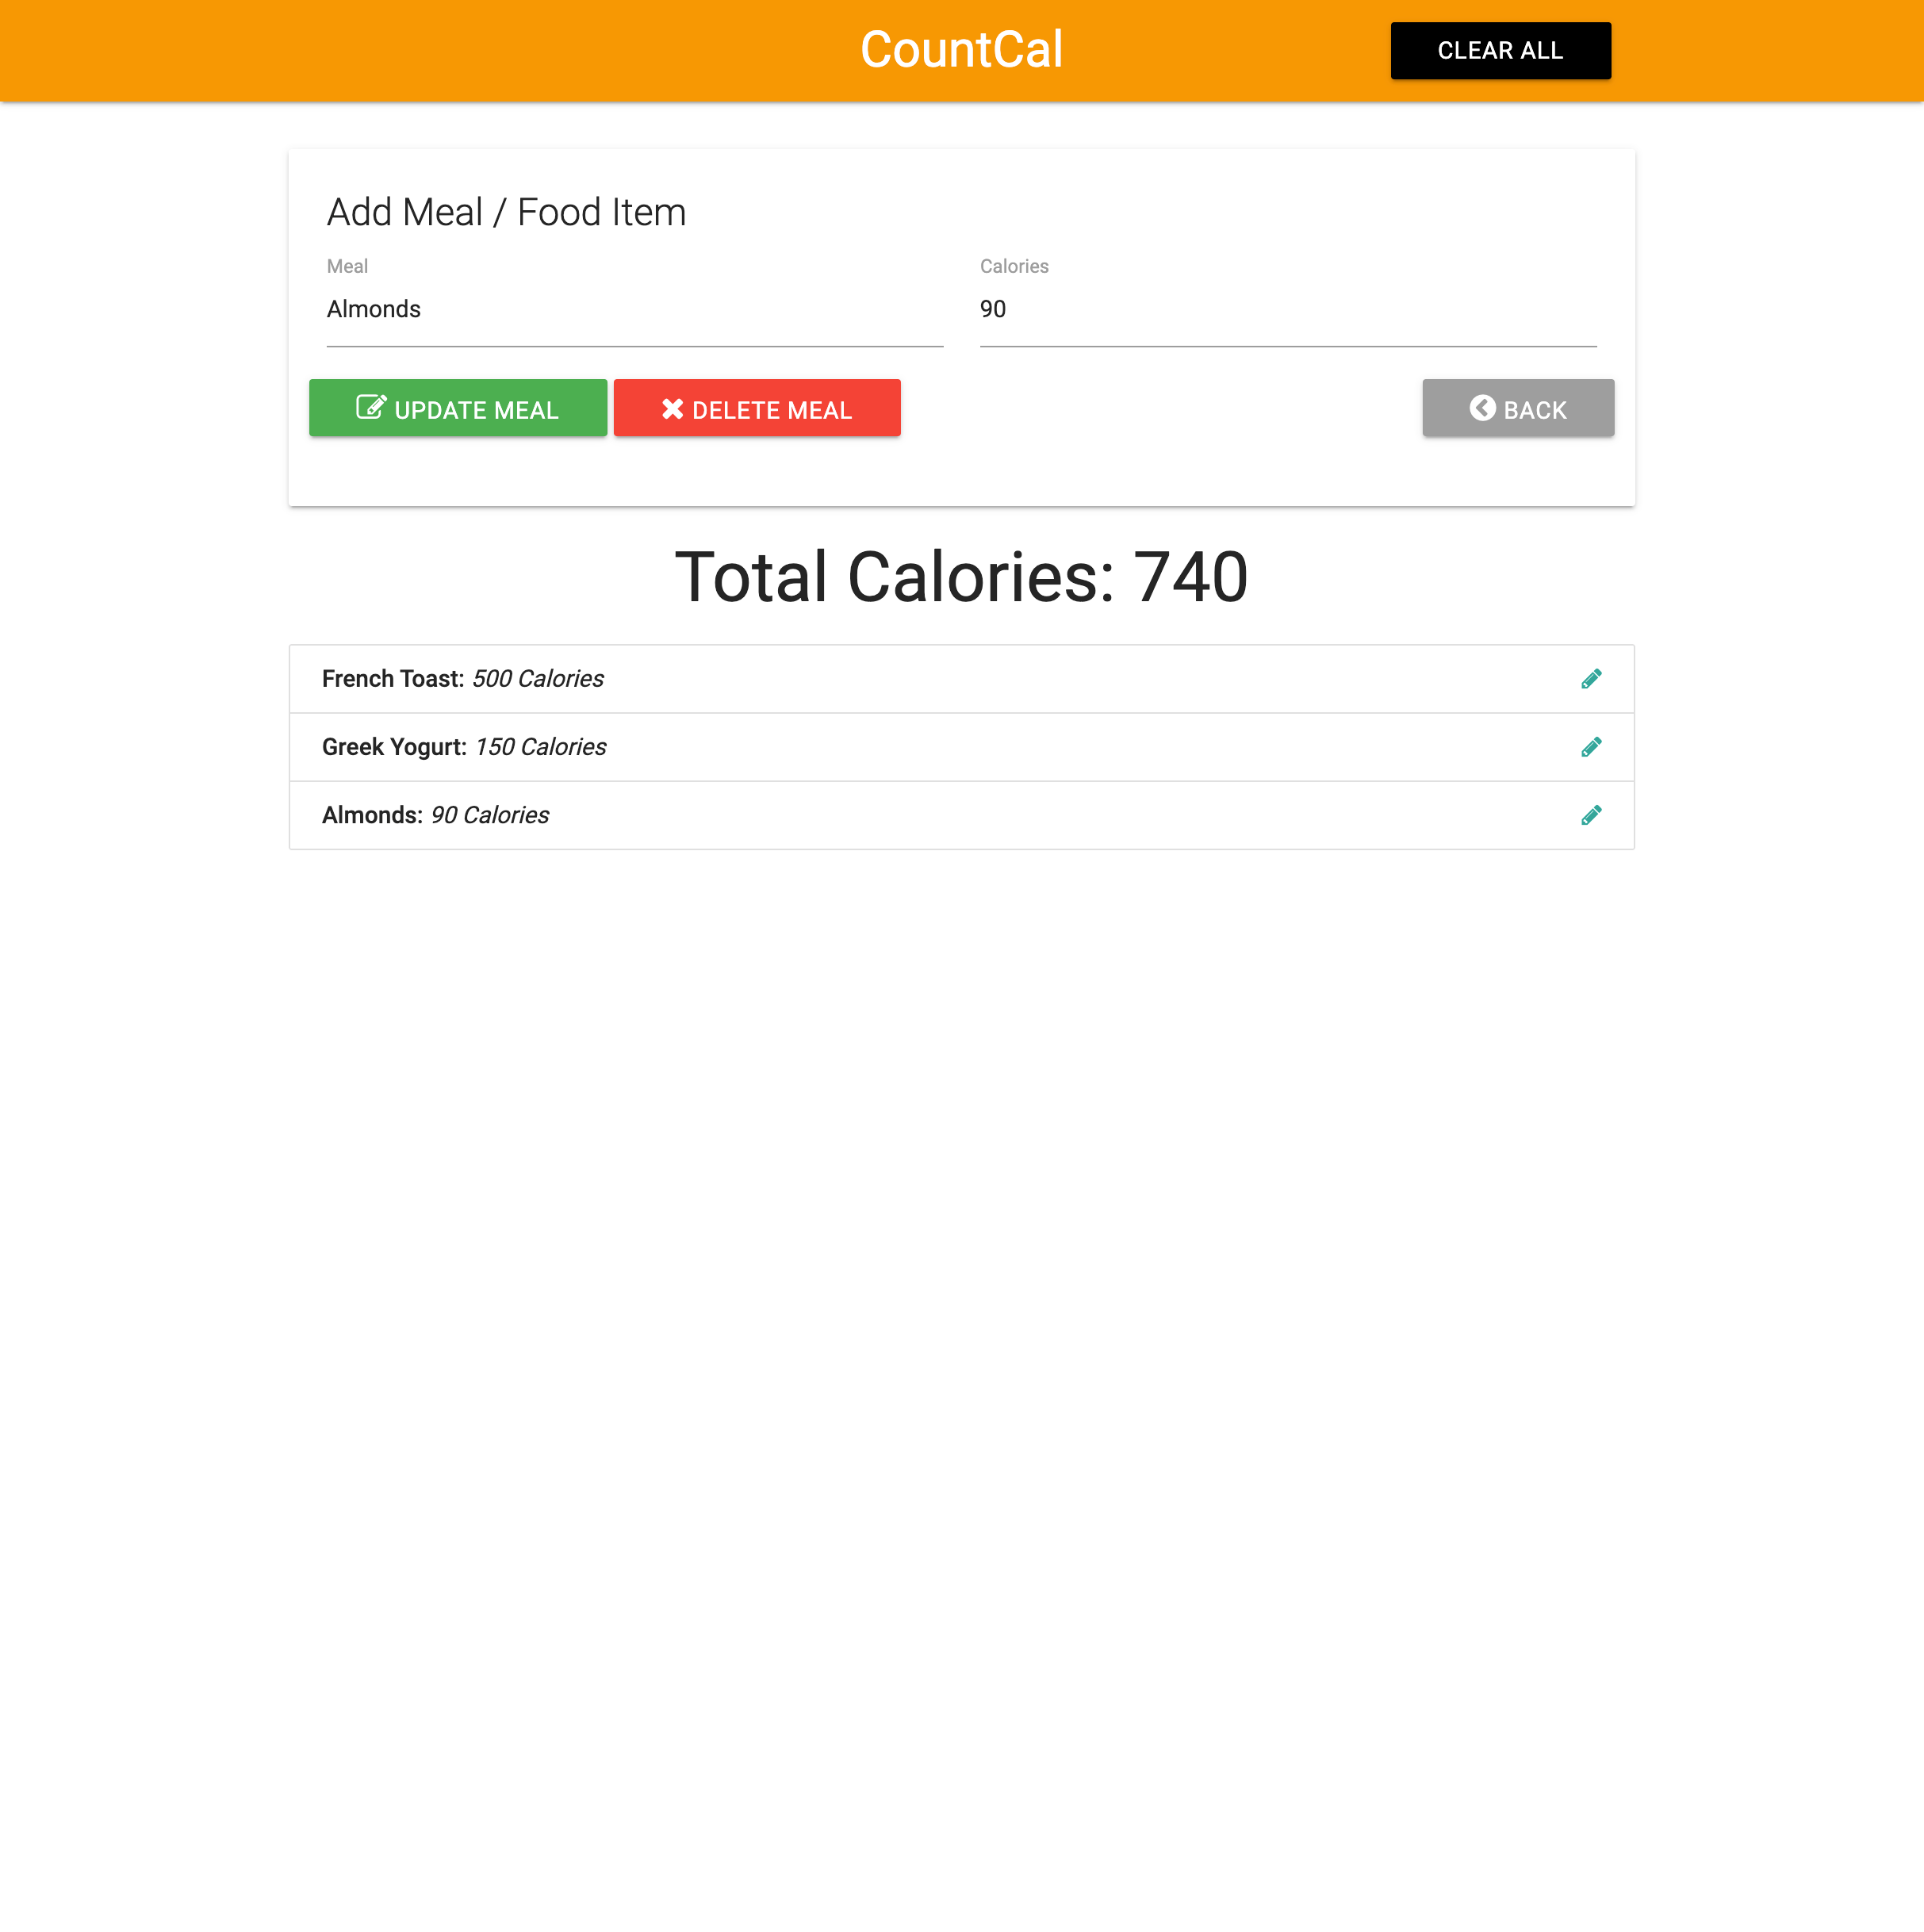 CountCal
CLEAR ALL
Add Meal / Food Item
Meal
Calories
Almonds
90
UPDATE MEAL
DELETE MEAL
BACK
Total Calories: 740
French Toast: 500 Calories
Greek Yogurt: 150 Calories
Almonds: 90 Calories